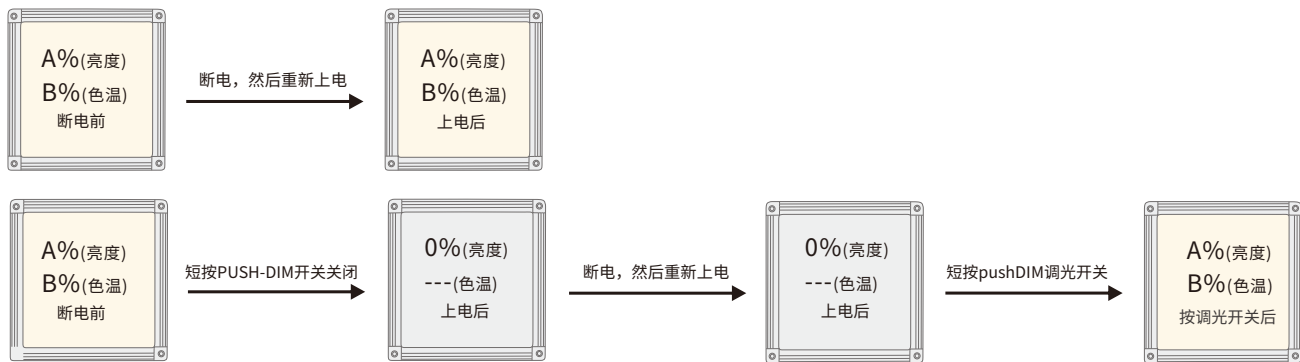 A%(亮度)
B%(色温)
断电前
断电，然后重新上电
A%(亮度)
B%(色温)
上电后
A%(亮度)
B%(色温)
断电前
短按PUSH-DIM开关关闭
0%(亮度)
---(色温)
上电后
断电，然后重新上电
0%(亮度)
---(色温)
上电后
短按pushDIM调光开关
A%(亮度)
B%(色温)
按调光开关后